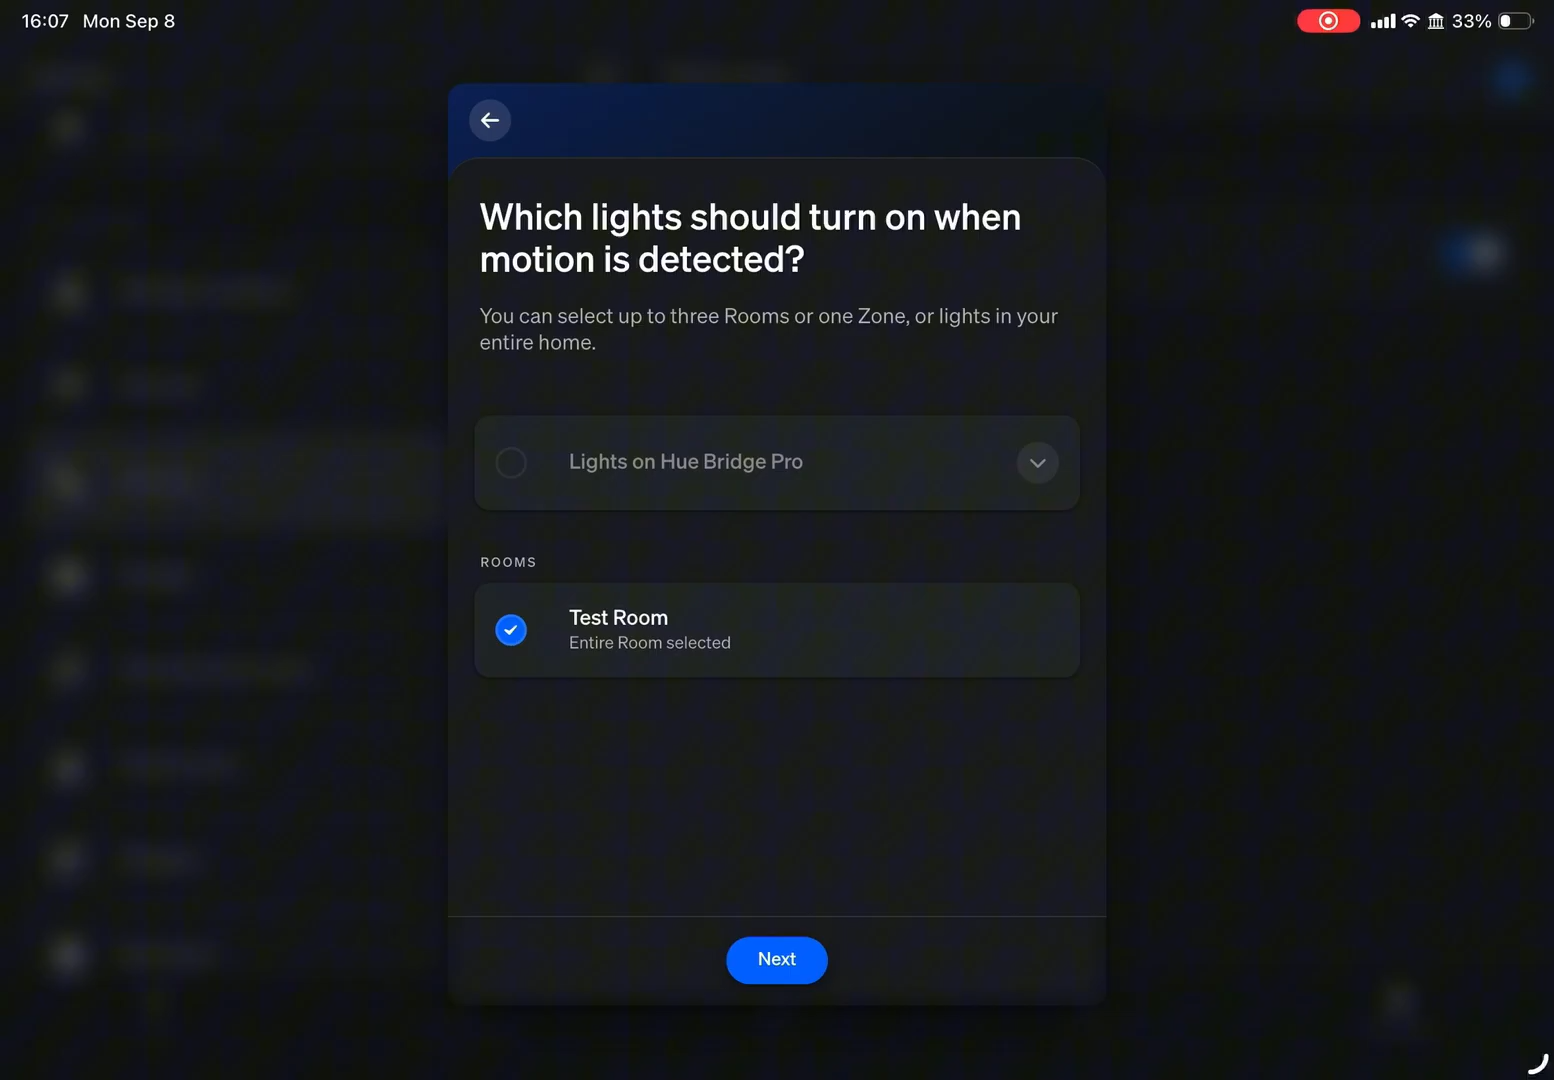 16:07 Mon Sep 8
33%
Which lights should turn on when
motion is detected?
You can select up to three Rooms or one Zone, or lights in your
entire home.
Lights on Hue Bridge Pro
ROOMS
Test Room
Entire Room selected
Next